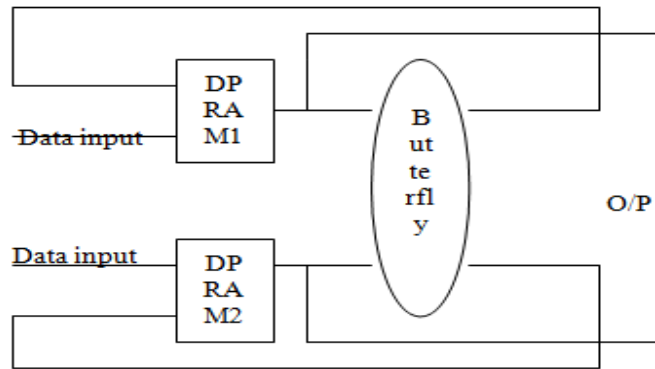 DP
RA
M1
Data input
B
ut
te
rfl
y
O/P
Data input
DP
RA
M2